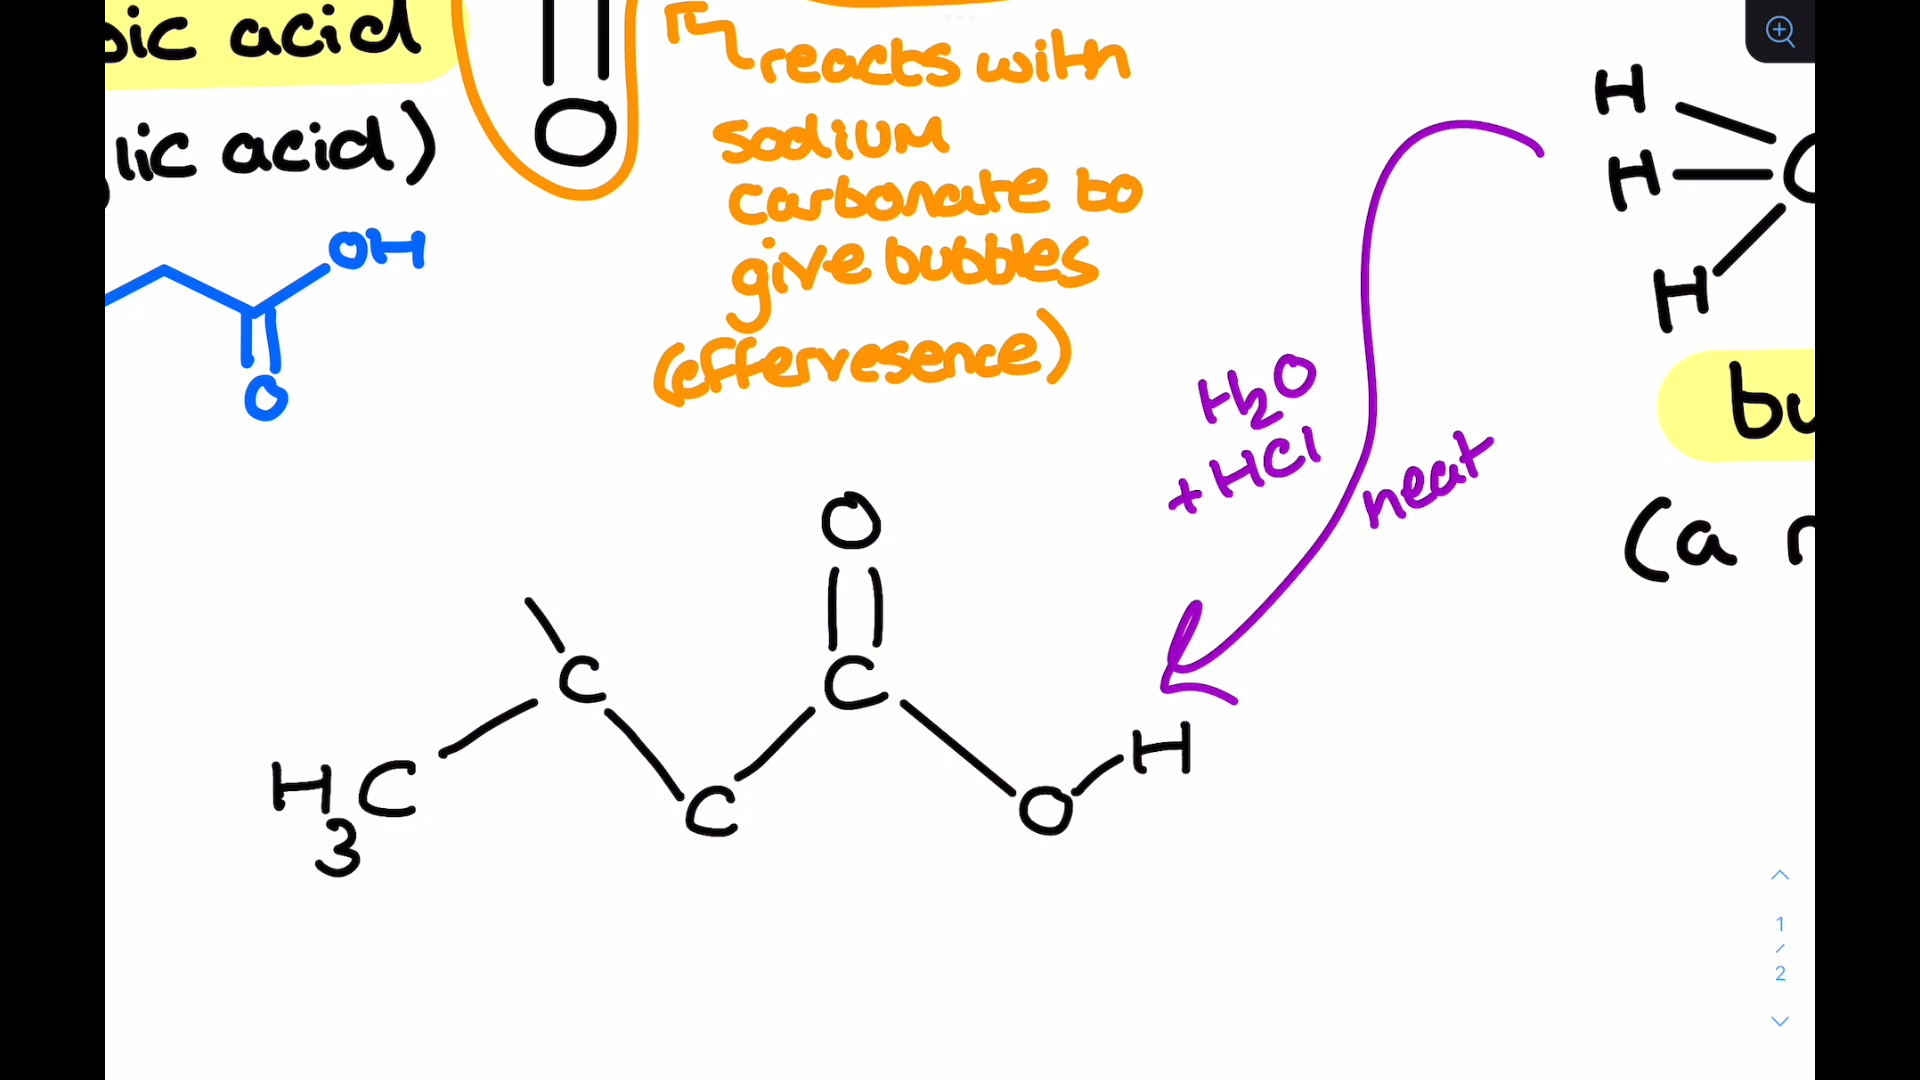 oic acid
lic acid)
OH
O
O
reacts with
sodium
carbonate to
give bubbles
(effervesence)
H
H
H
C
bu
(a
H2O
+ HCl
heat
O
C
C
H3C
C
O
H
1
/
2